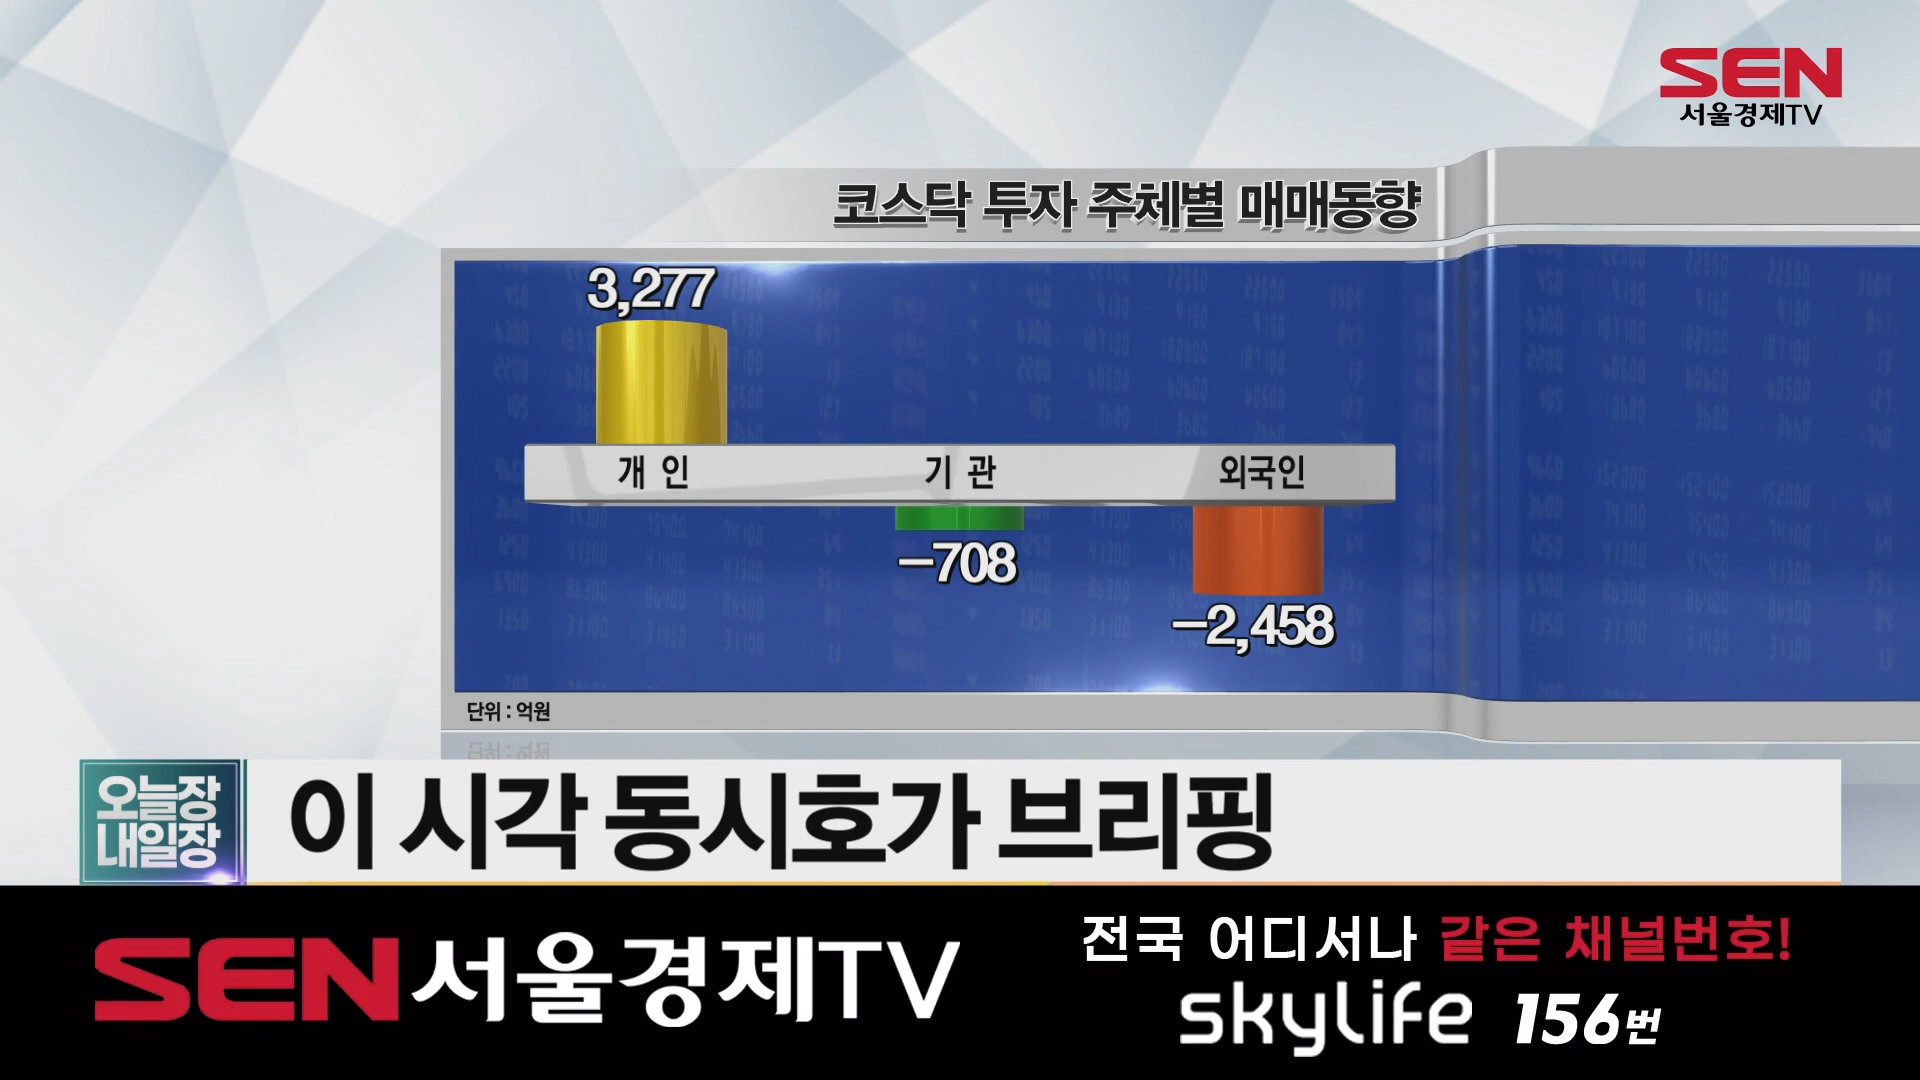 SEN
서울경제TV
코스닥 투자 주체별 매매동향
3,277
개 인
기 관
외국인
-708
-2,458
단위 : 억원
오늘장
내일장
이 시각 동시호가 브리핑
SEN서울경제TV
전국 어디서나 같은 채널번호!
skylife 156번